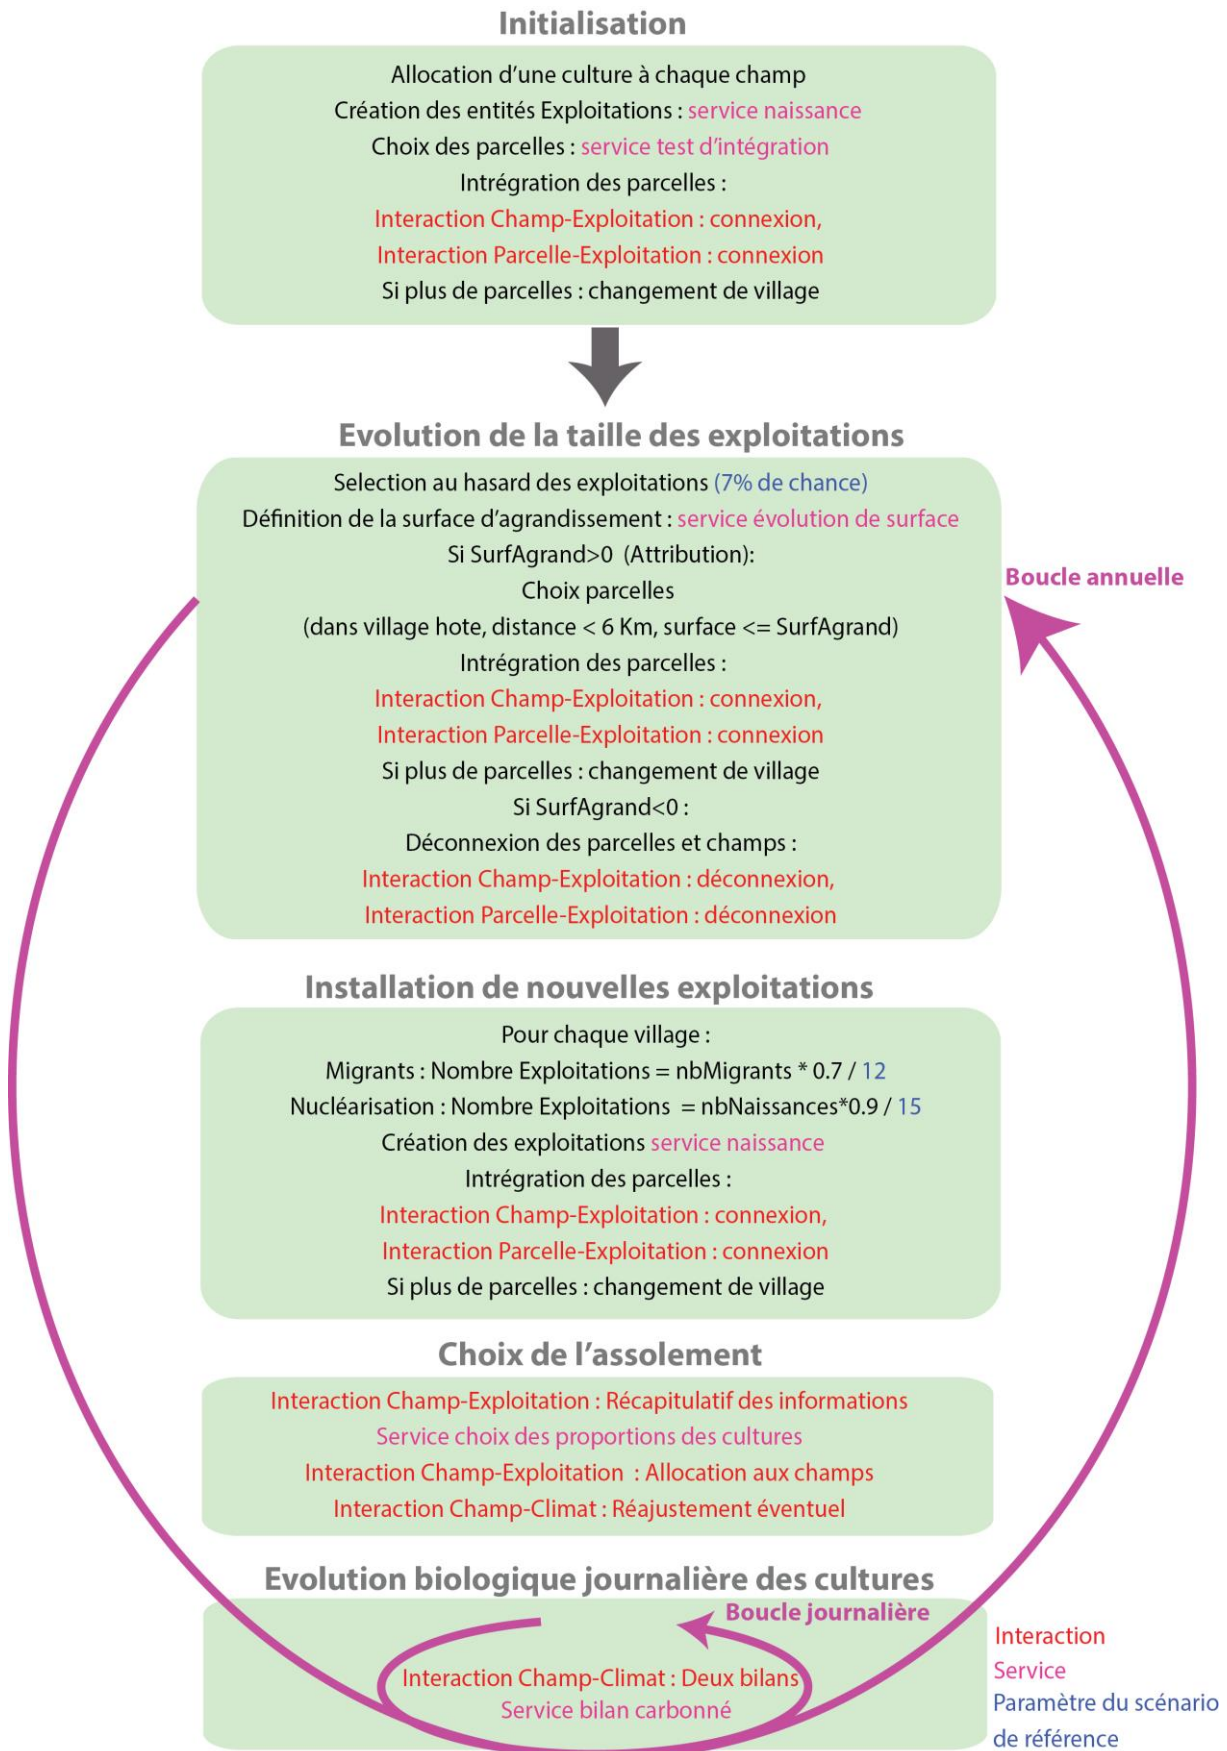 Initialisation
Allocation d'une culture à chaque champ
Création des entités Exploitations : service naissance
Choix des parcelles : service test d'intégration
Intrégration des parcelles :
Interaction Champ-Exploitation : connexion,
Interaction Parcelle-Exploitation : connexion
Si plus de parcelles : changement de village
Evolution de la taille des exploitations
Selection au hasard des exploitations (7% de chance)
Définition de la surface d'agrandissement : service évolution de surface
Si SurfAgrand>0 (Attribution):
Choix parcelles
(dans village hote, distance < 6 Km, surface <= SurfAgrand)
Intrégration des parcelles :
Interaction Champ-Exploitation : connexion,
Interaction Parcelle-Exploitation : connexion
Si plus de parcelles : changement de village
Si SurfAgrand<0 :
Déconnexion des parcelles et champs :
Interaction Champ-Exploitation : déconnexion,
Interaction Parcelle-Exploitation : déconnexion
Boucle annuelle
Installation de nouvelles exploitations
Pour chaque village :
Migrants : Nombre Exploitations = nbMigrants * 0.7 / 12
Nucléarisation : Nombre Exploitations = nbNaissances*0.9 / 15
Création des exploitations service naissance
Intrégration des parcelles :
Interaction Champ-Exploitation : connexion,
Interaction Parcelle-Exploitation : connexion
Si plus de parcelles : changement de village
Choix de l'assolement
Interaction Champ-Exploitation : Récapitulatif des informations
Service choix des proportions des cultures
Interaction Champ-Exploitation : Allocation aux champs
Interaction Champ-Climat : Réajustement éventuel
Evolution biologique journalière des cultures
Boucle journalière
Interaction Champ-Climat : Deux bilans
Service bilan carbonné
Interaction
Service
Paramètre du scénario
de référence